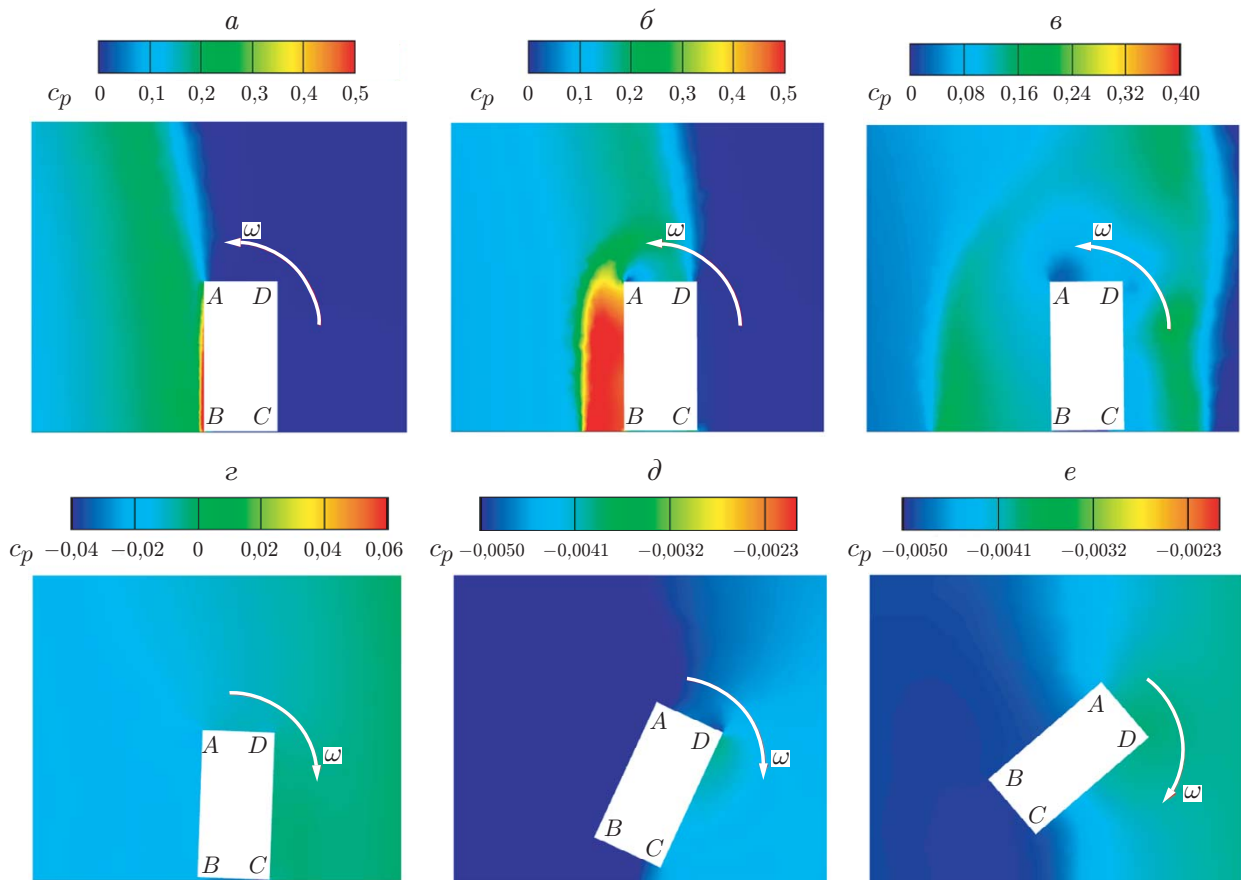 а
б
в
c_p 0 0,1 0,2 0,3 0,4 0,5
c_p 0 0,1 0,2 0,3 0,4 0,5
c_p 0 0,08 0,16 0,24 0,32 0,40
ω
A D
B C
ω
A D
B C
ω
A D
B C
г
д
е
c_p −0,04 −0,02 0 0,02 0,04 0,06
c_p −0,0050 −0,0041 −0,0032 −0,0023
c_p −0,0050 −0,0041 −0,0032 −0,0023
A D
ω
B C
A
D
ω
B
C
A
D
B
ω
C